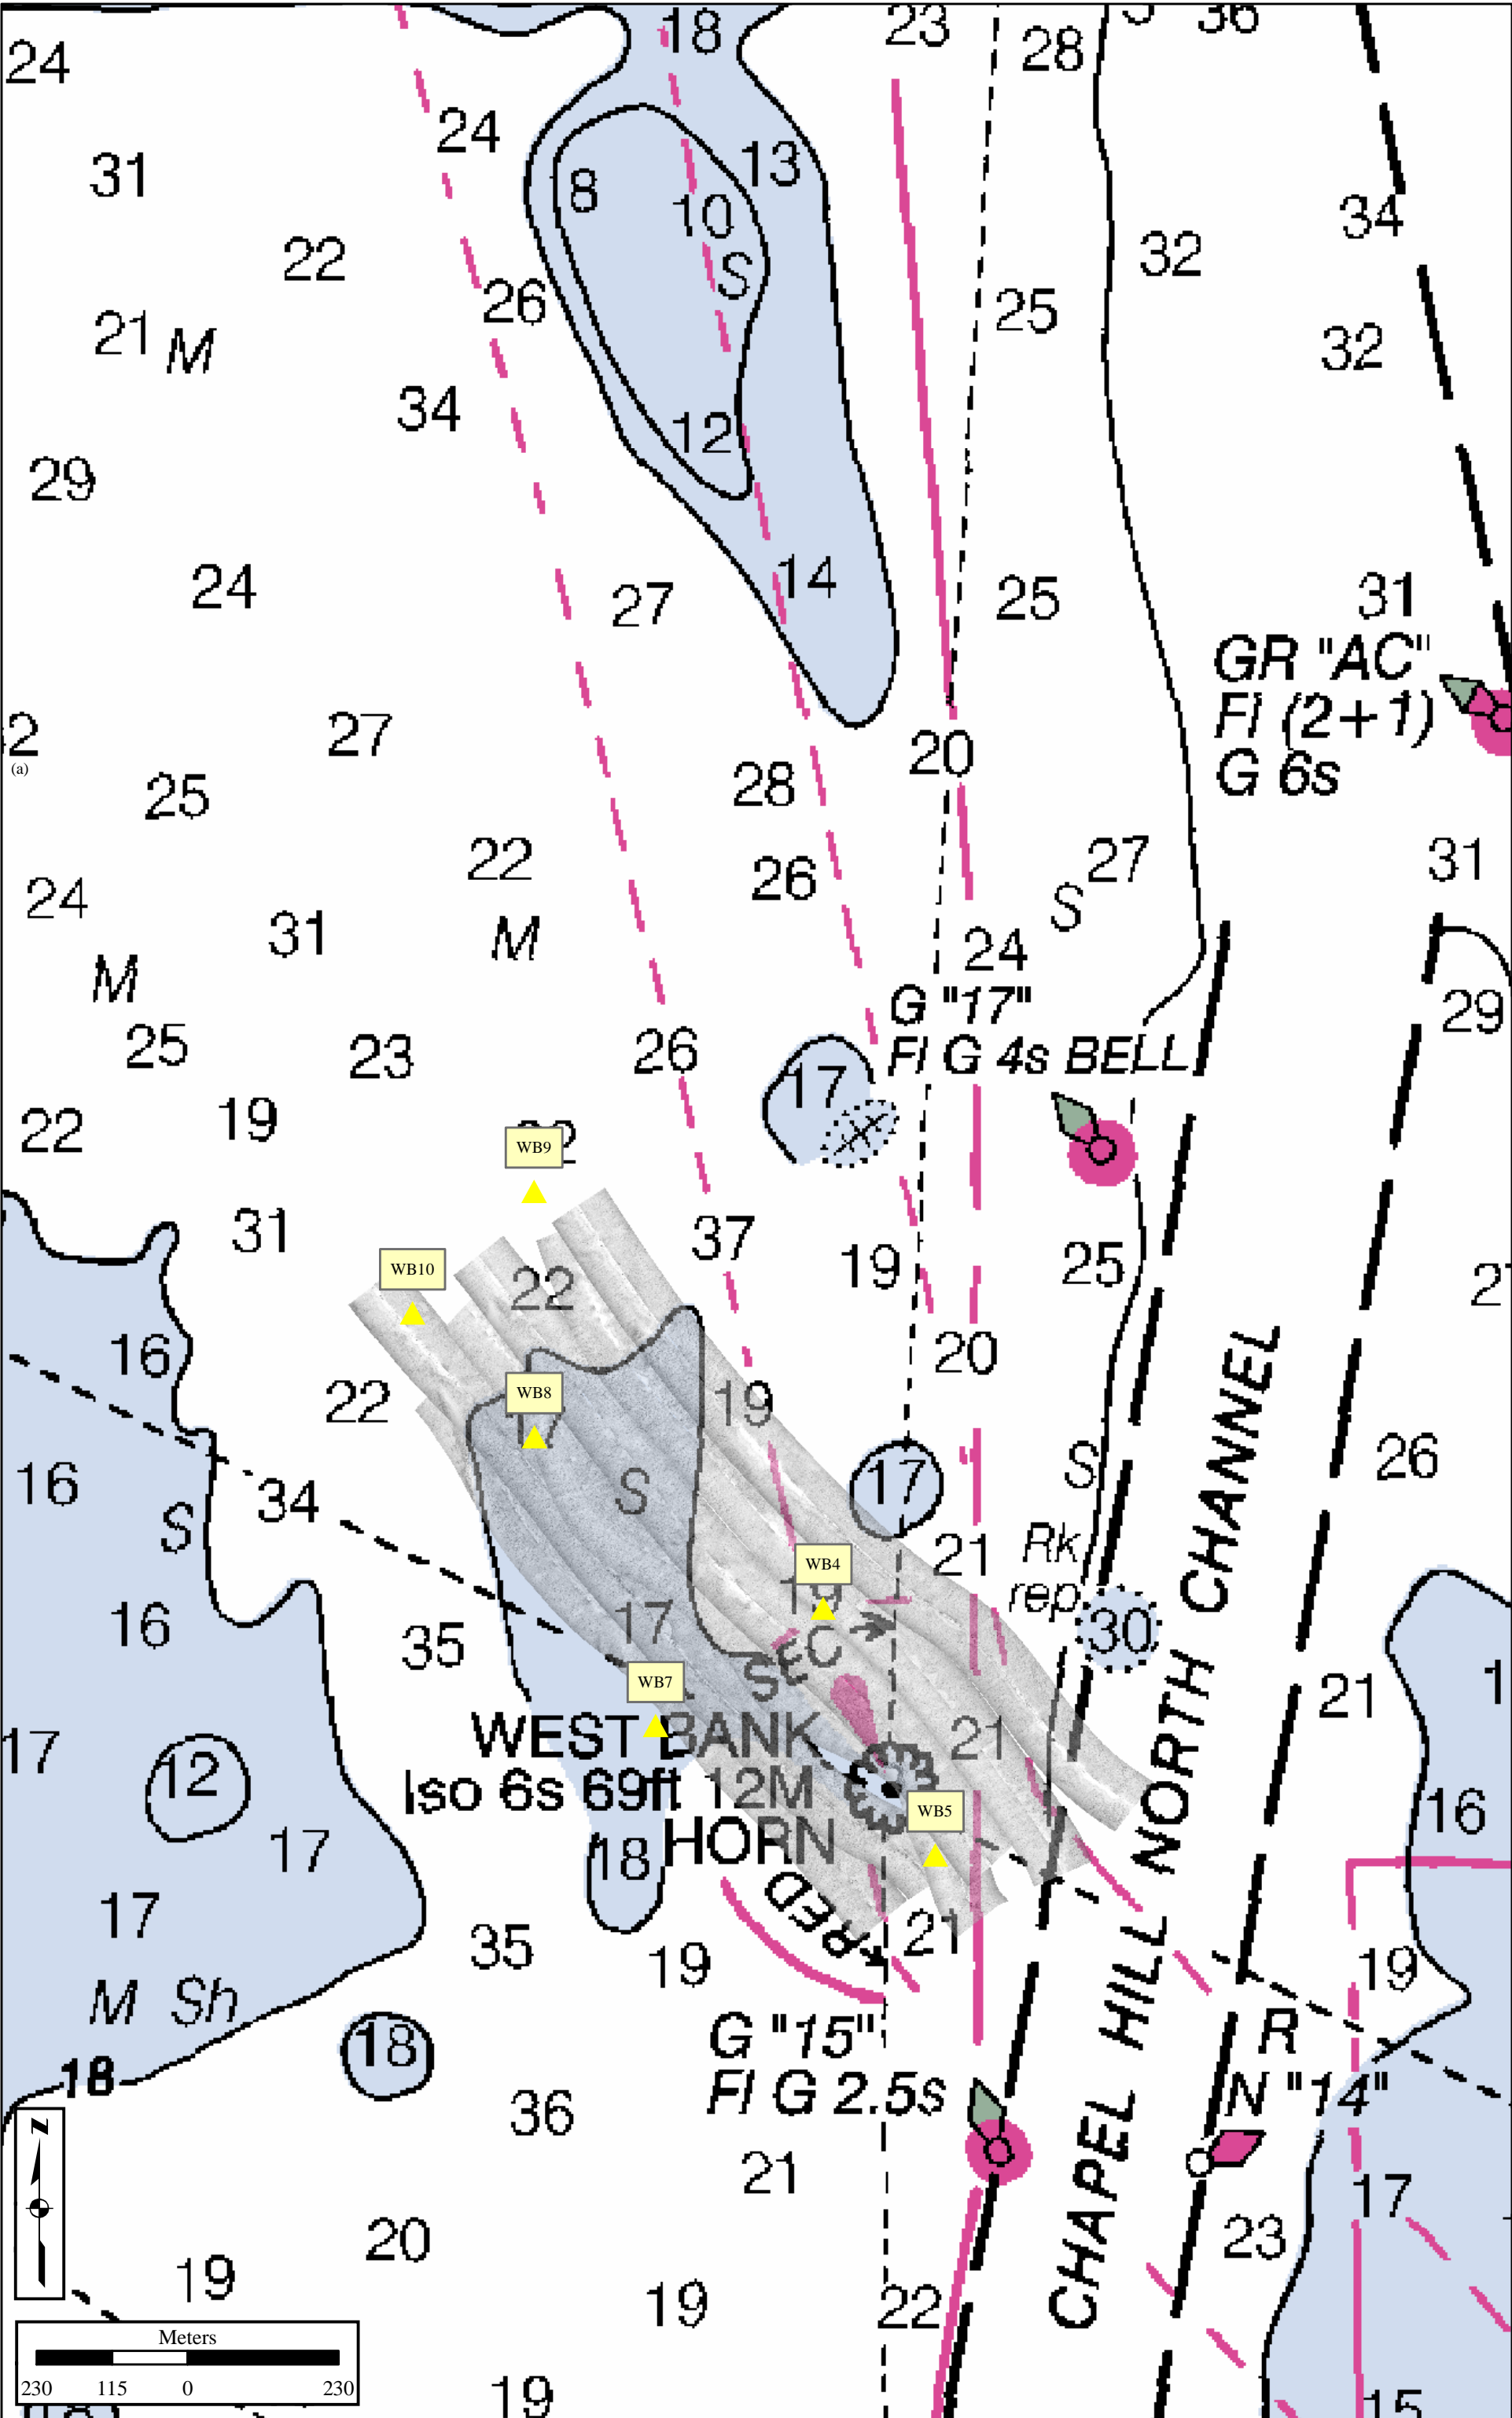 18 23 28 3 36
24
24 13
31 8 10 34
22 S 32
26 25
21 M 32
34 12
29
24 27 14 25 31
GR "AC"
Fl (2+1)
G 6s
27 20
(a)
25 28
22 26 27 31
24 S
31 M 24
M G "17" 29
25 23 26 Fl G 4s BELL
17
22 19
WB9
31 37 19 25
WB10
22
16 20
WB8
22 19
16 S 17 S 26
34
S 21 Rk
WB4
rep
16 17 30
35 SEC
WB7 21
17 WEST BANK 21
12 Iso 6s 69ft 12M
WB5 16
17 18 HORN
RED
17 35 19 21 19
M Sh
CHAPEL HILL NORTH CHANNEL
18 18 G "15" R
Fl G 2.5s N "14"
36
21 17
N
20 23
19 19 22
Meters
230 115 0 230
19 15